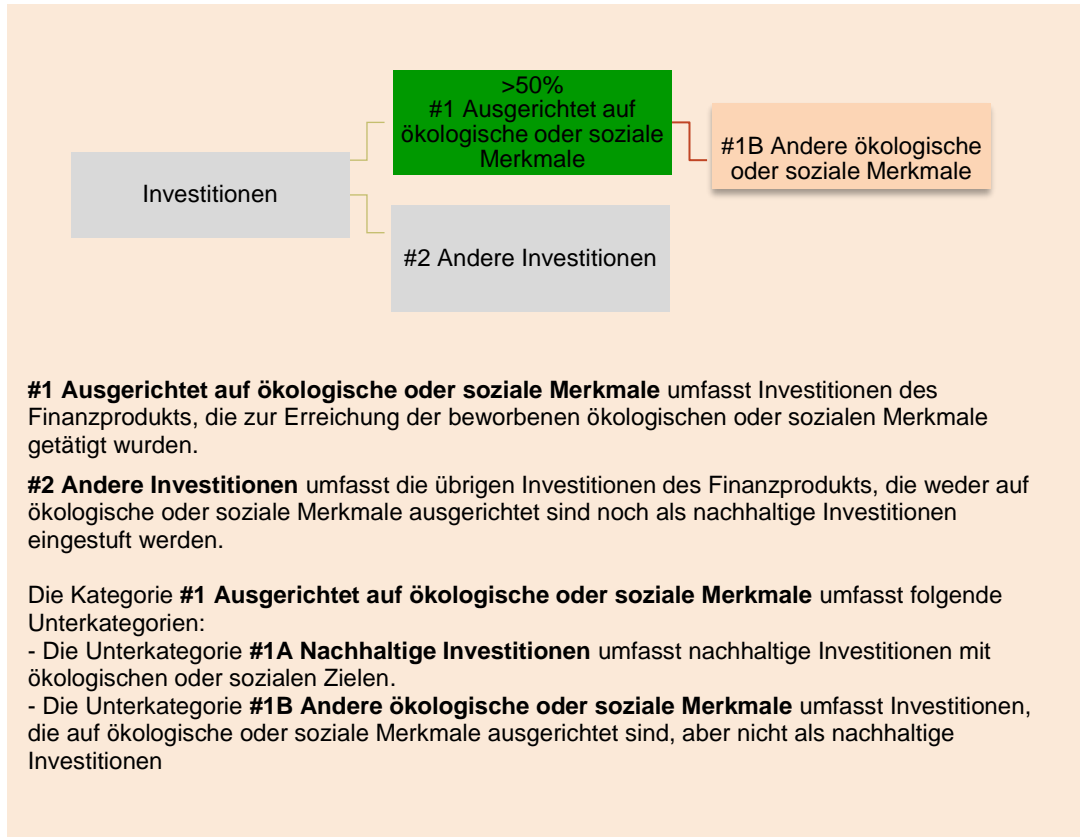 >50%
#1 Ausgerichtet auf
ökologische oder soziale
Merkmale
#1B Andere ökologische
oder soziale Merkmale
Investitionen
#2 Andere Investitionen
#1 Ausgerichtet auf ökologische oder soziale Merkmale umfasst Investitionen des
Finanzprodukts, die zur Erreichung der beworbenen ökologischen oder sozialen Merkmale
getätigt wurden.
#2 Andere Investitionen umfasst die übrigen Investitionen des Finanzprodukts, die weder auf
ökologische oder soziale Merkmale ausgerichtet sind noch als nachhaltige Investitionen
eingestuft werden.
Die Kategorie #1 Ausgerichtet auf ökologische oder soziale Merkmale umfasst folgende
Unterkategorien:
- Die Unterkategorie #1A Nachhaltige Investitionen umfasst nachhaltige Investitionen mit
ökologischen oder sozialen Zielen.
- Die Unterkategorie #1B Andere ökologische oder soziale Merkmale umfasst Investitionen,
die auf ökologische oder soziale Merkmale ausgerichtet sind, aber nicht als nachhaltige
Investitionen